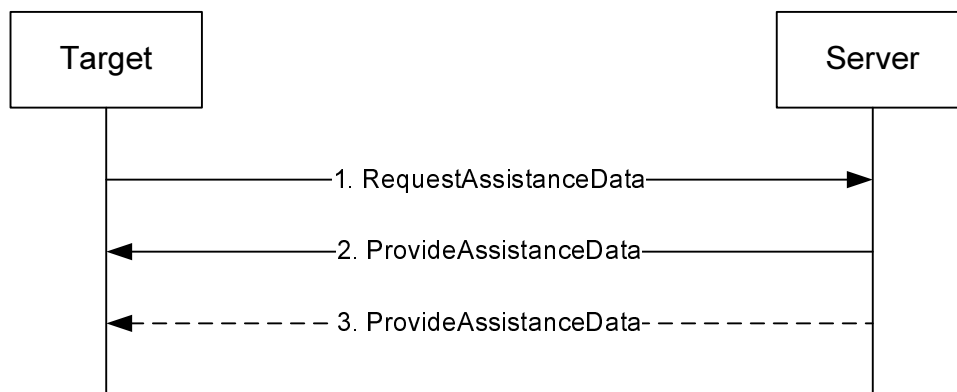 Target
Server
1. RequestAssistanceData
2. ProvideAssistanceData
3. ProvideAssistanceData